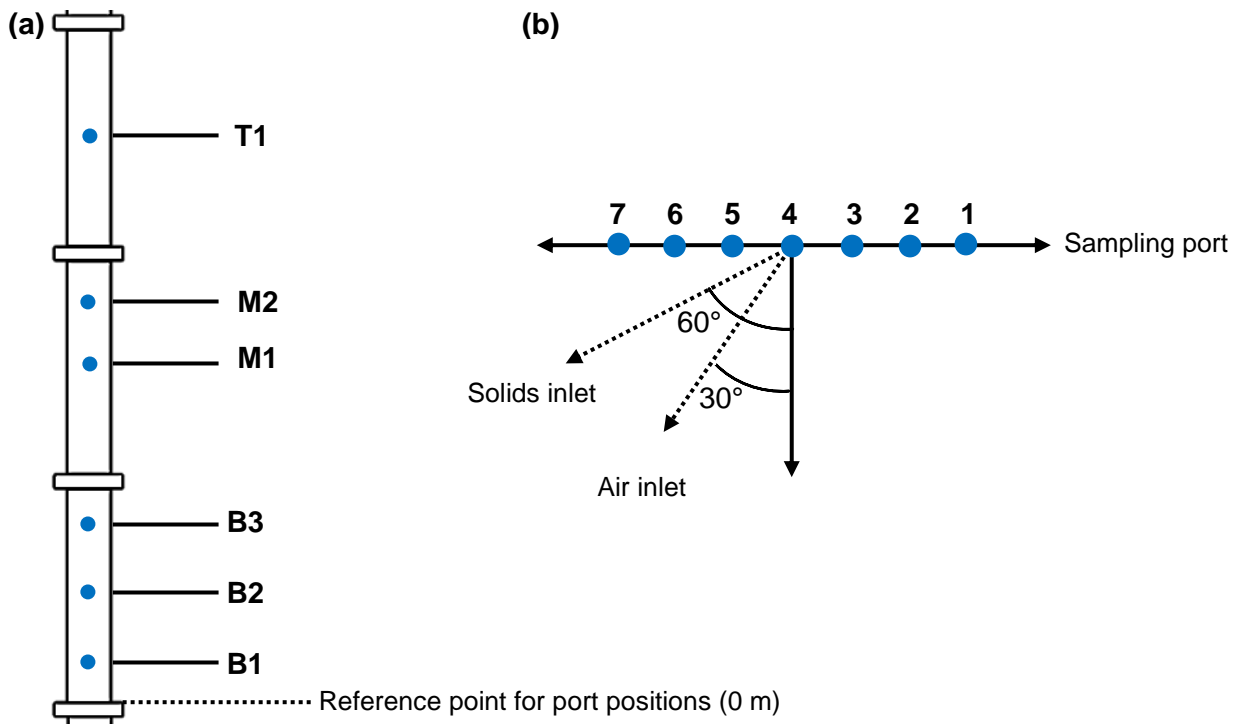 (a)
T1
M2
M1
B3
B2
B1
Reference point for port positions (0 m)
(b)
7 6 5 4 3 2 1
Sampling port
60°
Solids inlet
30°
Air inlet